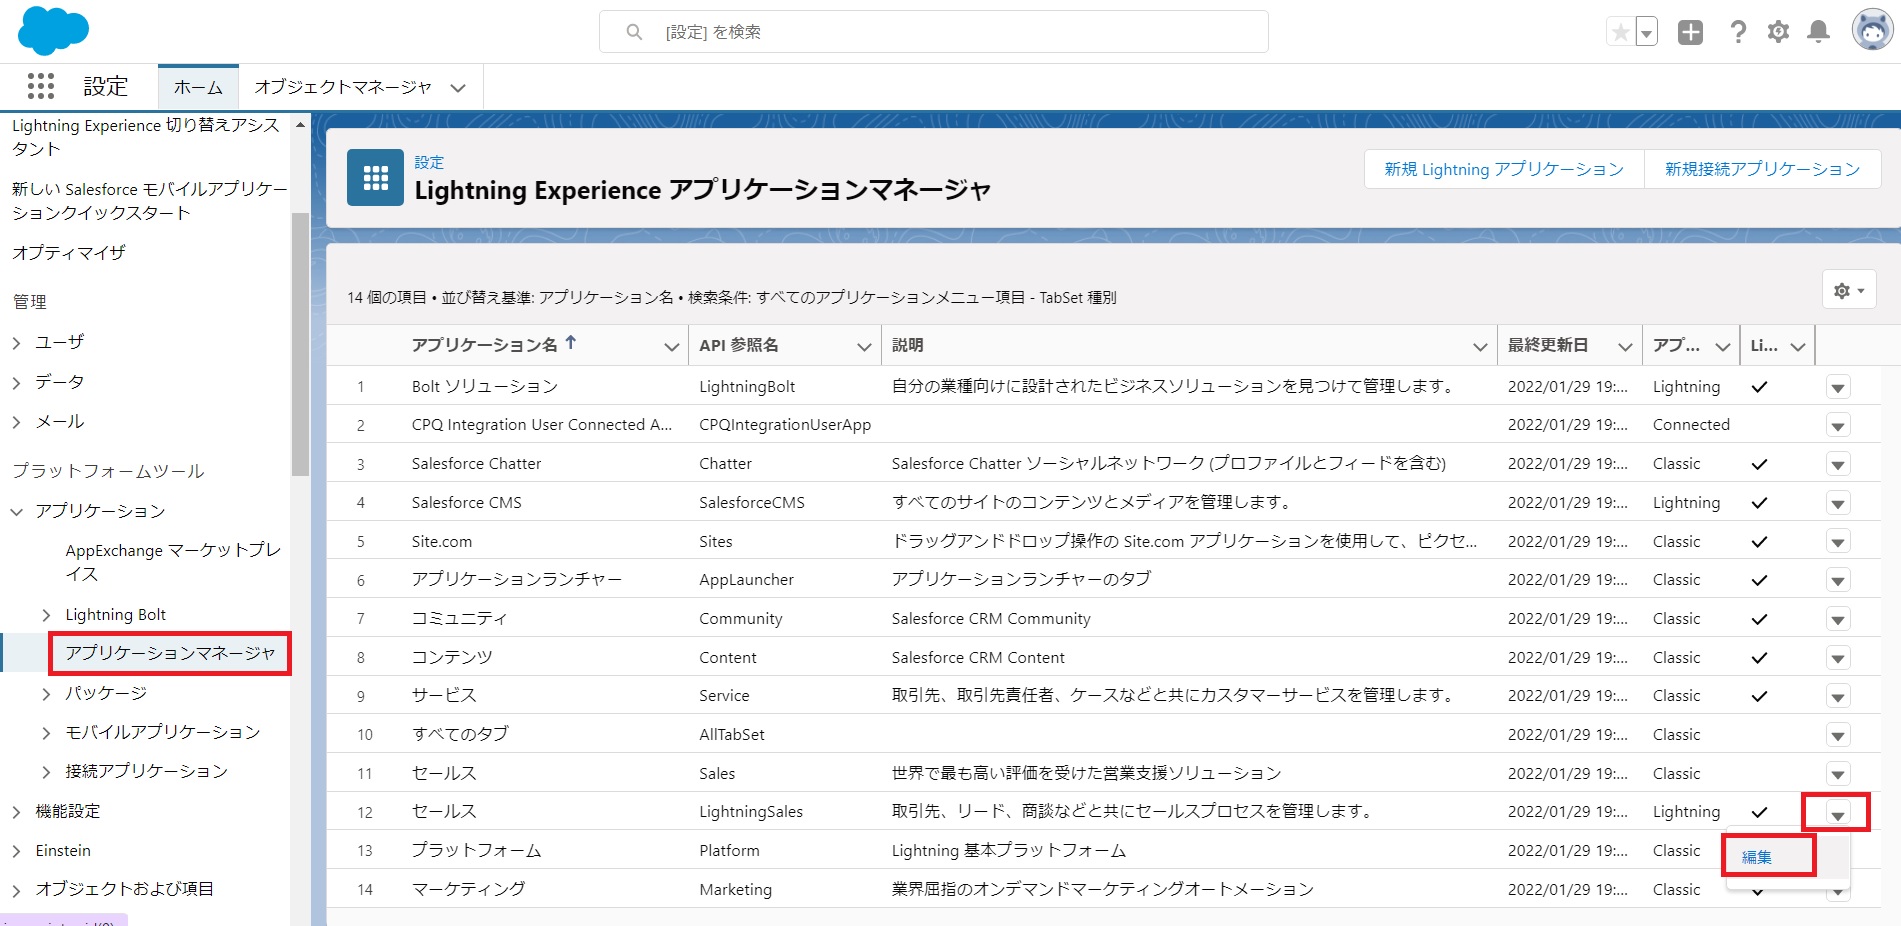 [設定] を検索
設定
ホーム
オブジェクトマネージャ
Lightning Experience 切り替えアシス
タント
新しい Salesforce モバイルアプリケー
ションクイックスタート
オプティマイザ
管理
ユーザ
データ
メール
プラットフォームツール
アプリケーション
AppExchange マーケットプレ
イス
Lightning Bolt
アプリケーションマネージャ
パッケージ
モバイルアプリケーション
接続アプリケーション
機能設定
Einstein
オブジェクトおよび項目
設定
Lightning Experience アプリケーションマネージャ
新規 Lightning アプリケーション
新規接続アプリケーション
14 個の項目 • 並び替え基準: アプリケーション名 • 検索条件: すべてのアプリケーションメニュー項目 - TabSet 種別
アプリケーション名 ↑ API 参照名 説明 最終更新日 アプ... Li...
1 Bolt ソリューション LightningBolt 自分の業種向けに設計されたビジネスソリューションを見つけて管理します。 2022/01/29 19:... Lightning ✓
2 CPQ Integration User Connected A... CPQIntegrationUserApp 2022/01/29 19:... Connected
3 Salesforce Chatter Chatter Salesforce Chatter ソーシャルネットワーク (プロファイルとフィードを含む) 2022/01/29 19:... Classic ✓
4 Salesforce CMS SalesforceCMS すべてのサイトのコンテンツとメディアを管理します。 2022/01/29 19:... Lightning ✓
5 Site.com Sites ドラッグアンドドロップ操作の Site.com アプリケーションを使用して、ピクセ... 2022/01/29 19:... Classic ✓
6 アプリケーションランチャー AppLauncher アプリケーションランチャーのタブ 2022/01/29 19:... Classic ✓
7 コミュニティ Community Salesforce CRM Community 2022/01/29 19:... Classic ✓
8 コンテンツ Content Salesforce CRM Content 2022/01/29 19:... Classic ✓
9 サービス Service 取引先、取引先責任者、ケースなどと共にカスタマーサービスを管理します。 2022/01/29 19:... Classic ✓
10 すべてのタブ AllTabSet 2022/01/29 19:... Classic
11 セールス Sales 世界で最も高い評価を受けた営業支援ソリューション 2022/01/29 19:... Classic
12 セールス LightningSales 取引先、リード、商談などと共にセールスプロセスを管理します。 2022/01/29 19:... Lightning ✓
13 プラットフォーム Platform Lightning 基本プラットフォーム 2022/01/29 19:... Classic
編集
14 マーケティング Marketing 業界屈指のオンデマンドマーケティングオートメーション 2022/01/29 19:... Classic ✓